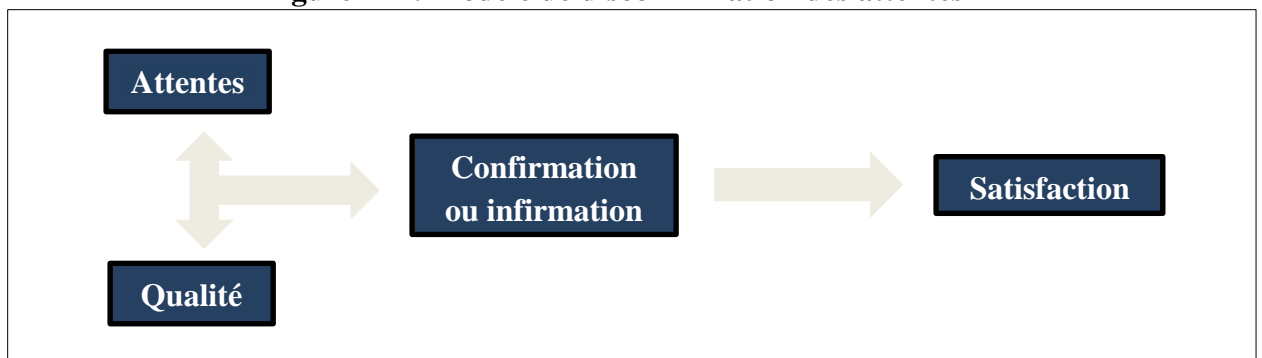 Attentes
Confirmation
ou infirmation
Satisfaction
Qualité